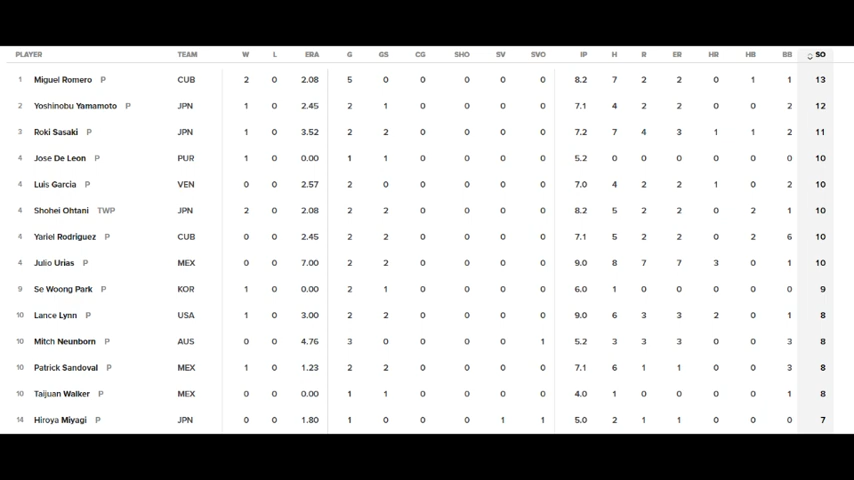 PLAYER TEAM W L ERA G GS CG SHO SV SVO IP H R ER HR HB BB SO
1 Miguel Romero P CUB 2 0 2.08 5 0 0 0 0 0 8.2 7 2 2 0 1 1 13
2 Yoshinobu Yamamoto P JPN 1 0 2.45 2 1 0 0 0 0 7.1 4 2 2 0 0 2 12
3 Roki Sasaki P JPN 1 0 3.52 2 2 0 0 0 0 7.2 7 4 3 1 1 2 11
4 Jose De Leon P PUR 1 0 0.00 1 1 0 0 0 0 5.2 0 0 0 0 0 0 10
4 Luis Garcia P VEN 0 0 2.57 2 0 0 0 0 0 7.0 4 2 2 1 0 2 10
4 Shohei Ohtani TWP JPN 2 0 2.08 2 2 0 0 0 0 8.2 5 2 2 0 2 1 10
4 Yariel Rodriguez P CUB 0 0 2.45 2 2 0 0 0 0 7.1 5 2 2 0 2 6 10
4 Julio Urias P MEX 0 0 7.00 2 2 0 0 0 0 9.0 8 7 7 3 0 1 10
9 Se Woong Park P KOR 1 0 0.00 2 1 0 0 0 0 6.0 1 0 0 0 0 0 9
10 Lance Lynn P USA 1 0 3.00 2 2 0 0 0 0 9.0 6 3 3 2 0 1 8
10 Mitch Neunborn P AUS 0 0 4.76 3 0 0 0 0 1 5.2 3 3 3 0 0 3 8
10 Patrick Sandoval P MEX 1 0 1.23 2 2 0 0 0 0 7.1 6 1 1 0 0 3 8
10 Taijuan Walker P MEX 0 0 0.00 1 1 0 0 0 0 4.0 1 0 0 0 0 1 8
14 Hiroya Miyagi P JPN 0 0 1.80 1 0 0 0 1 1 5.0 2 1 1 0 0 0 7